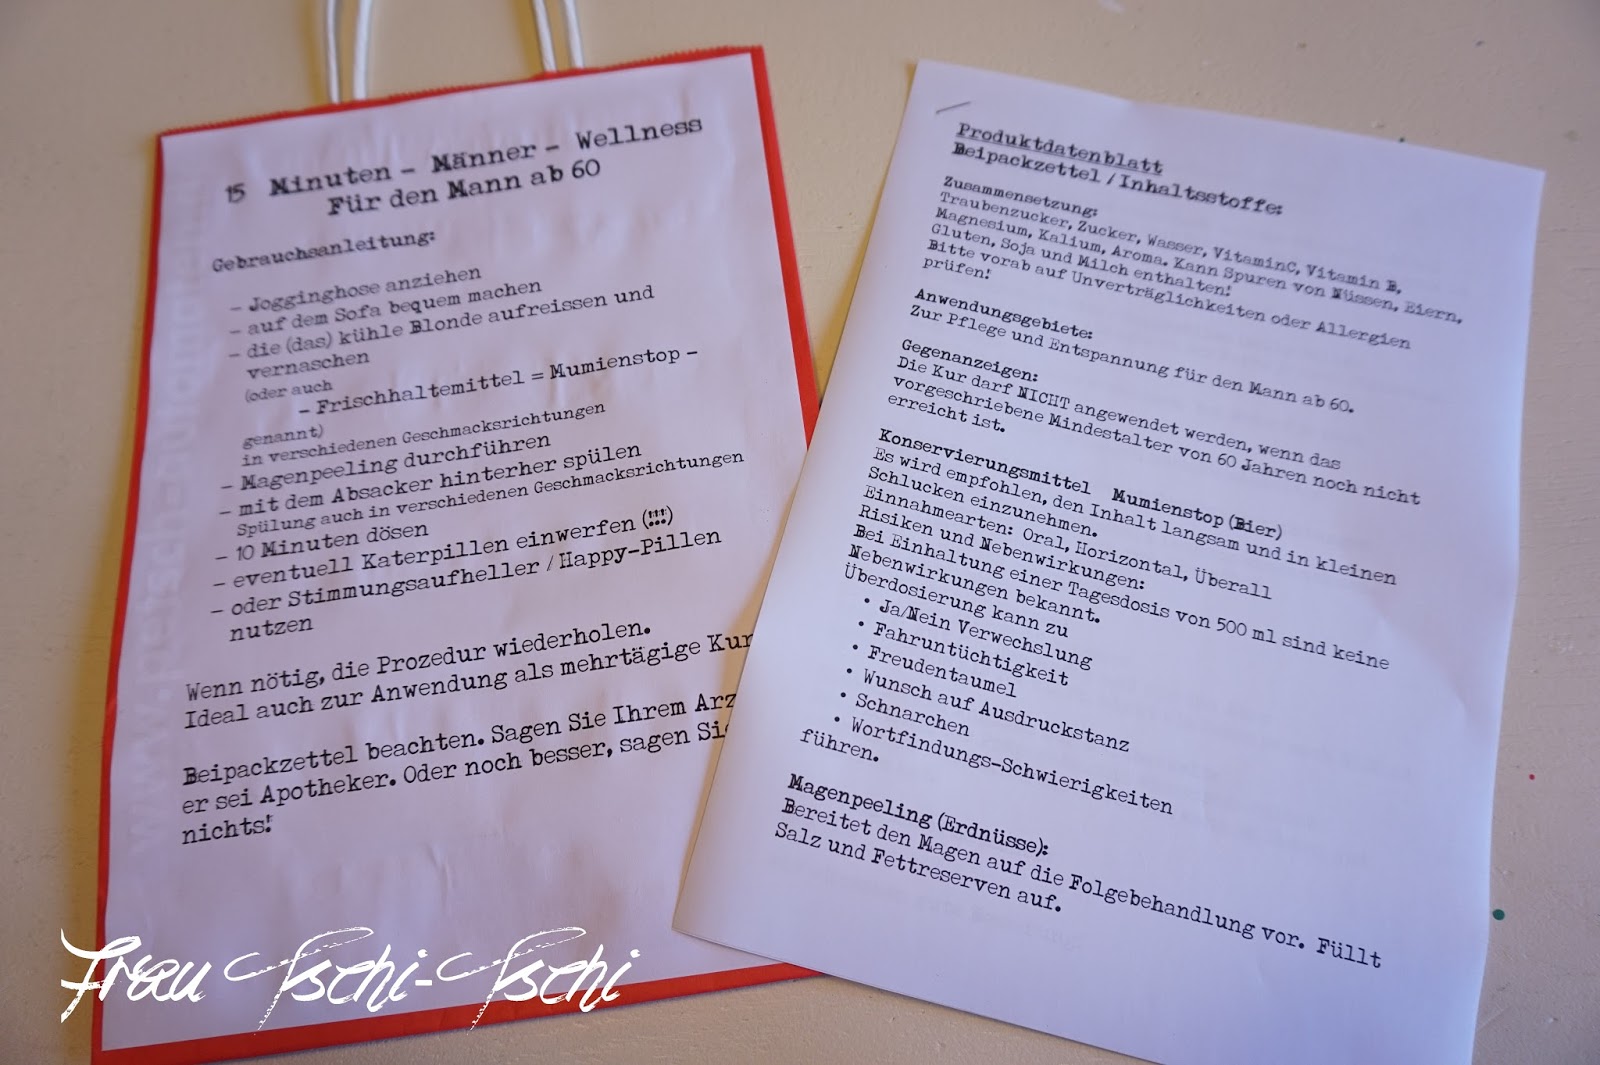 15 Minuten - Männer - Wellness
Für den Mann ab 60
Gebrauchsanleitung:
- Jogginghose anziehen
- auf dem Sofa bequem machen
- die (das) kühle Blonde aufreissen und
vernaschen
(oder auch
- Frischhaltemittel = Mumienstop -
genannt)
in verschiedenen Geschmacksrichtungen
- Magenpeeling durchführen
- mit dem Absacker hinterher spülen
Spülung auch in verschiedenen Geschmacksrichtungen
- 10 Minuten dösen
- eventuell Katerpillen einwerfen (!!!)
- oder Stimmungsaufheller / Happy-Pillen
nutzen
Wenn nötig, die Prozedur wiederholen.
Ideal auch zur Anwendung als mehrtägige Kur
Beipackzettel beachten. Sagen Sie Ihrem Arz
er sei Apotheker. Oder noch besser, sagen Sie
nichts!
Produktdatenblatt
Beipackzettel / Inhaltsstoffe:
Zusammensetzung:
Traubenzucker, Zucker, Wasser, VitaminC, Vitamin B,
Magnesium, Kalium, Aroma. Kann Spuren von Nüssen, Eiern,
Gluten, Soja und Milch enthalten!
Bitte vorab auf Unverträglichkeiten oder Allergien
prüfen!
Anwendungsgebiete:
Zur Pflege und Entspannung für den Mann ab 60.
Gegenanzeigen:
Die Kur darf NICHT angewendet werden, wenn das
vorgeschriebene Mindestalter von 60 Jahren noch nicht
erreicht ist.
Konservierungsmittel Mumienstop (Bier)
Es wird empfohlen, den Inhalt langsam und in kleinen
Schlucken einzunehmen.
Einnahmearten: Oral, Horizontal, Überall
Risiken und Nebenwirkungen:
Bei Einhaltung einer Tagesdosis von 500 ml sind keine
Nebenwirkungen bekannt.
Überdosierung kann zu
• Ja/Nein Verwechslung
• Fahruntüchtigkeit
• Freudentaumel
• Wunsch auf Ausdruckstanz
• Schnarchen
• Wortfindungs-Schwierigkeiten
führen.
Magenpeeling (Erdnüsse):
Bereitet den Magen auf die Folgebehandlung vor. Füllt
Salz und Fettreserven auf.
Frau Tschi-Tschi